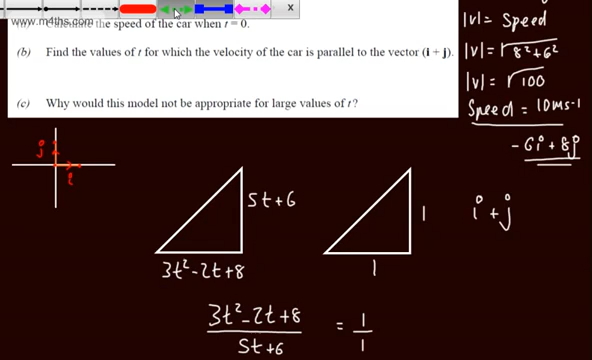 x
www.m4ths.com
the speed of the car when t = 0.
(b) Find the values of t for which the velocity of the car is parallel to the vector (i + j).
(c) Why would this model not be appropriate for large values of t?
|v| = Speed
|v| = √8²+6²
|v| = √100
Speed = 10ms⁻¹
- 6i + 8j
j
i
5t+6
3t²-2t+8
1
1
i + j
3t²-2t+8 = 1
5t+6 1